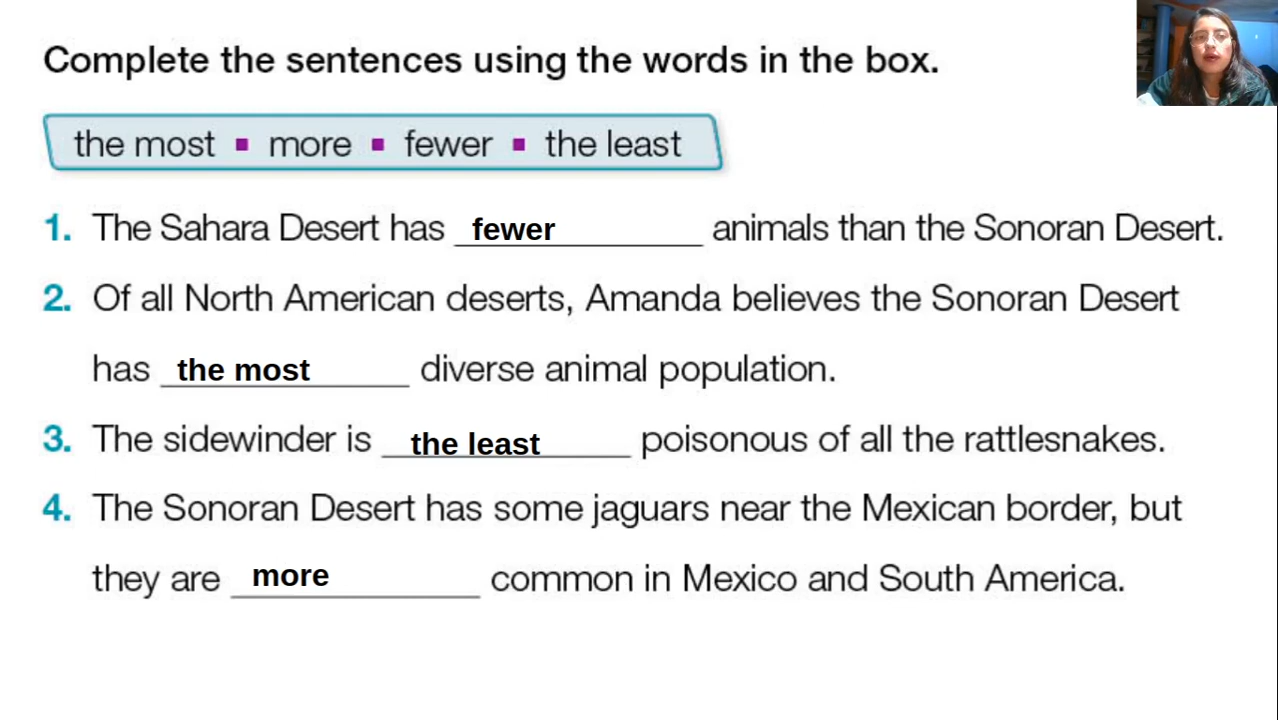 Complete the sentences using the words in the box.
the most ▪ more ▪ fewer ▪ the least
1. The Sahara Desert has fewer animals than the Sonoran Desert.
2. Of all North American deserts, Amanda believes the Sonoran Desert
has the most diverse animal population.
3. The sidewinder is the least poisonous of all the rattlesnakes.
4. The Sonoran Desert has some jaguars near the Mexican border, but
they are more common in Mexico and South America.